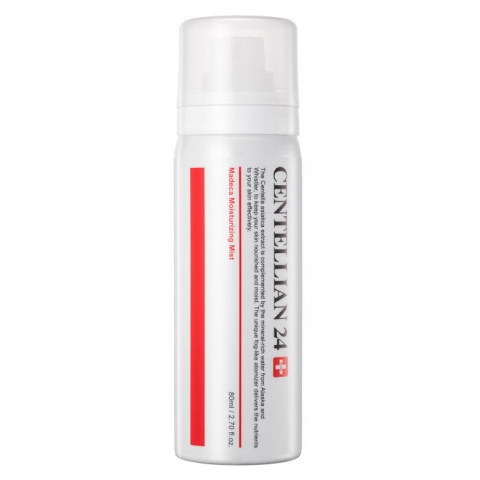 CENTELLIAN 24
The Centella asiatica extract is complemented by the mineral-rich water from Alaska and
Whistler, to keep your skin nourished and moist. The unique fog-like atomizer delivers the nutrients
to your skin effectively.
Madeca Moisturizing Mist
80ml / 2.70 fl.oz.